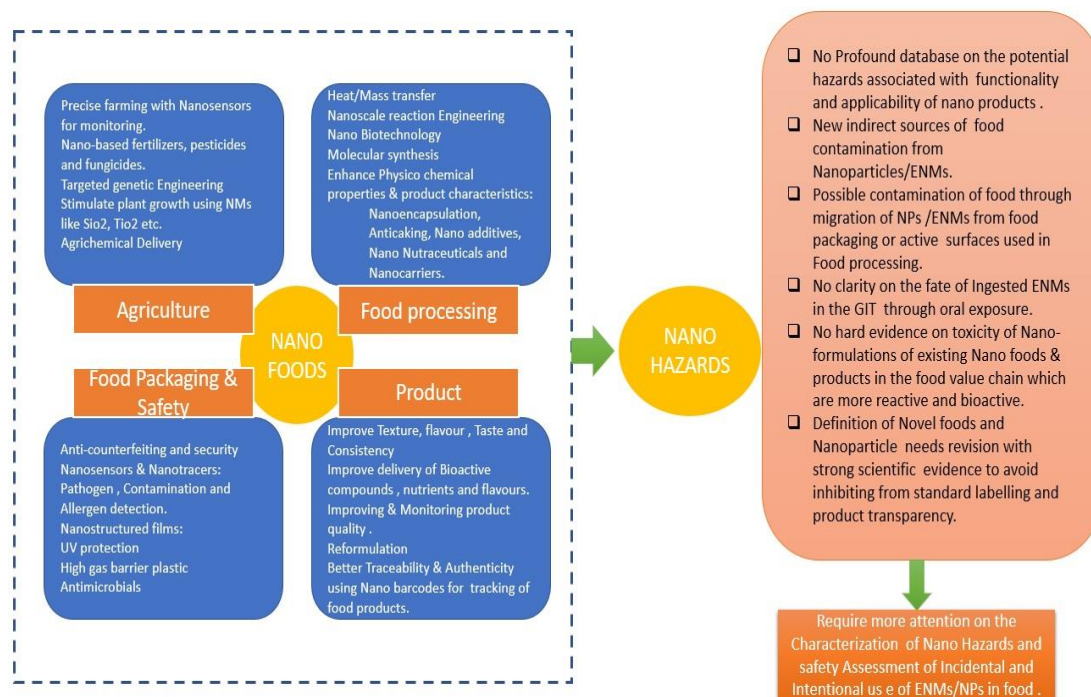 Precise farming with Nanosensors
for monitoring.
Nano-based fertilizers, pesticides
and fungicides.
Targeted genetic Engineering
Stimulate plant growth using NMs
like Sio2, Tio2 etc.
Agrichemical Delivery
Agriculture
Heat/Mass transfer
Nanoscale reaction Engineering
Nano Biotechnology
Molecular synthesis
Enhance Physico chemical
properties & product characteristics:
Nanoencapsulation,
Anticaking, Nano additives,
Nano Nutraceuticals and
Nanocarriers.
Food processing
NANO
FOODS
Food Packaging &
Safety
Anti-counterfeiting and security
Nanosensors & Nanotracers:
Pathogen , Contamination and
Allergen detection.
Nanostructured films:
UV protection
High gas barrier plastic
Antimicrobials
Product
Improve Texture, flavour , Taste and
Consistency
Improve delivery of Bioactive
compounds , nutrients and flavours.
Improving & Monitoring product
quality .
Reformulation
Better Traceability & Authenticity
using Nano barcodes for tracking of
food products.
NANO
HAZARDS
No Profound database on the potential
hazards associated with functionality
and applicability of nano products .
New indirect sources of food
contamination from
Nanoparticles/ENMs.
Possible contamination of food through
migration of NPs /ENMs from food
packaging or active surfaces used in
Food processing.
No clarity on the fate of Ingested ENMs
in the GIT through oral exposure.
No hard evidence on toxicity of Nano-
formulations of existing Nano foods &
products in the food value chain which
are more reactive and bioactive.
Definition of Novel foods and
Nanoparticle needs revision with
strong scientific evidence to avoid
inhibiting from standard labelling and
product transparency.
Require more attention on the
Characterization of Nano Hazards and
safety Assessment of Incidental and
Intentional us e of ENMs/NPs in food .